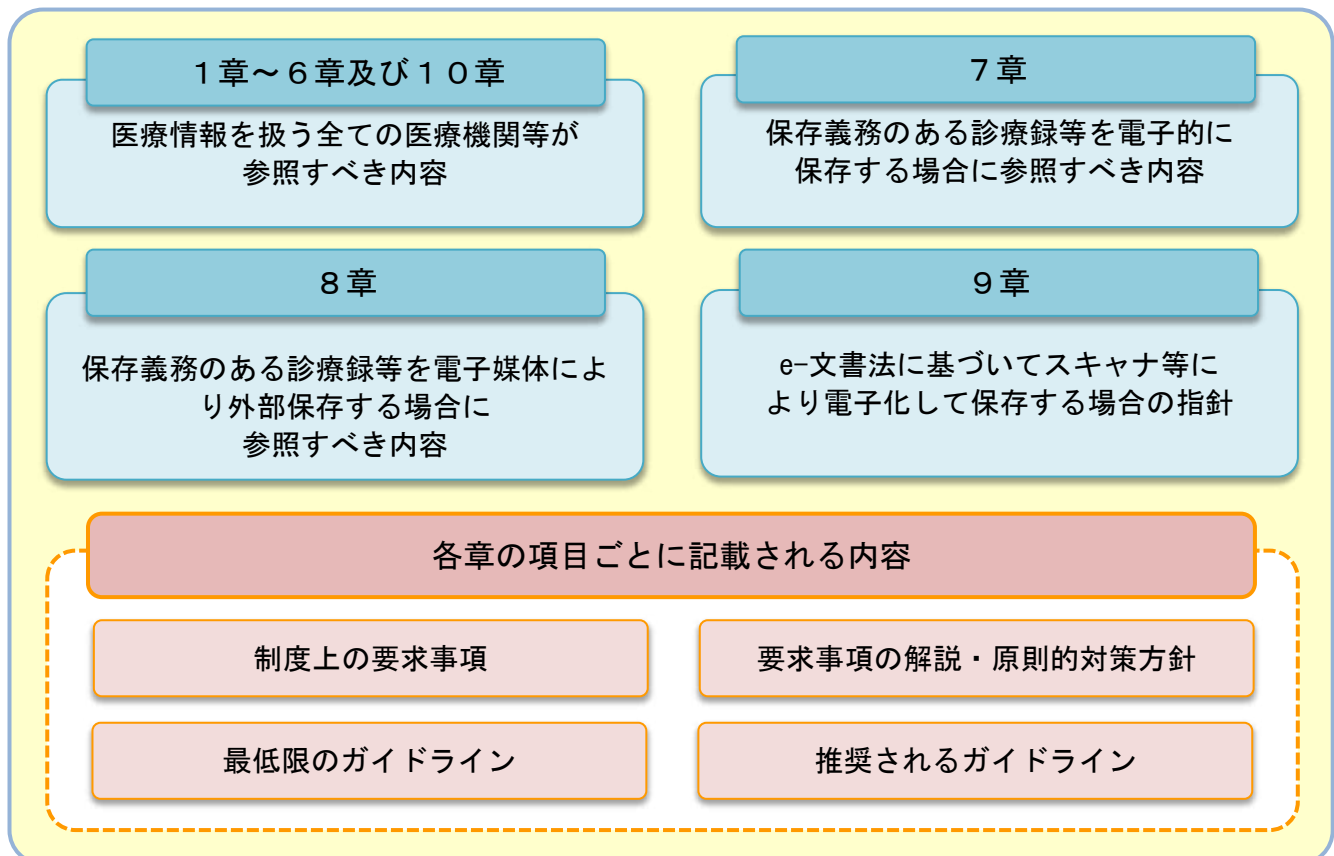 １章～６章及び１０章
医療情報を扱う全ての医療機関等が
参照すべき内容
７章
保存義務のある診療録等を電子的に
保存する場合に参照すべき内容
８章
保存義務のある診療録等を電子媒体によ
り外部保存する場合に
参照すべき内容
９章
e-文書法に基づいてスキャナ等に
より電子化して保存する場合の指針
各章の項目ごとに記載される内容
制度上の要求事項
要求事項の解説・原則的対策方針
最低限のガイドライン
推奨されるガイドライン